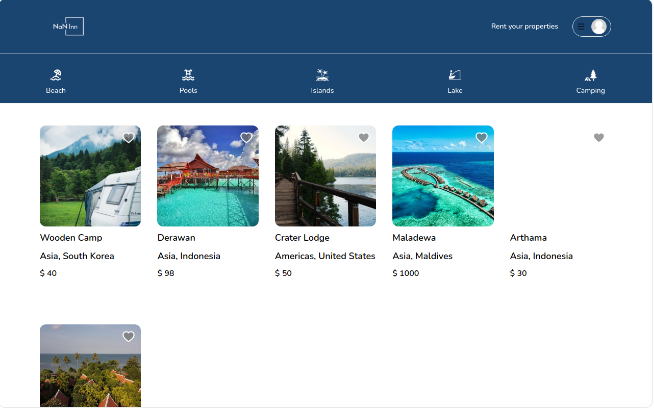 NaN Inn
Rent your properties
Beach
Pools
Islands
Lake
Camping
Wooden Camp
Asia, South Korea
$ 40
Derawan
Asia, Indonesia
$ 98
Crater Lodge
Americas, United States
$ 50
Maladewa
Asia, Maldives
$ 1000
Arthama
Asia, Indonesia
$ 30